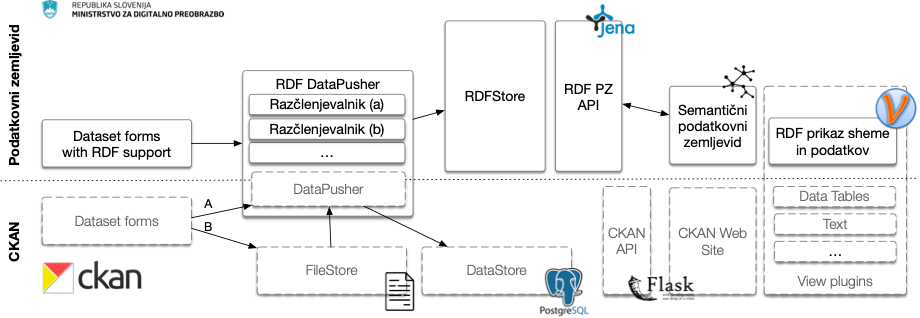 REPUBLIKA SLOVENIJA
MINISTRSTVO ZA DIGITALNO PREOBRAZBO
Podatkovni zemljevid
Dataset forms
with RDF support
RDF DataPusher
Razčlenjevalnik (a)
Razčlenjevalnik (b)
...
DataPusher
RDFStore
Jena
RDF PZ
API
Semantični
podatkovni
zemljevid
V
RDF prikaz sheme
in podatkov
CKAN
Dataset forms
A
B
FileStore
DataStore
CKAN
API
CKAN Web
Site
Data Tables
Text
...
View plugins
ckan
PostgreSQL
Flask